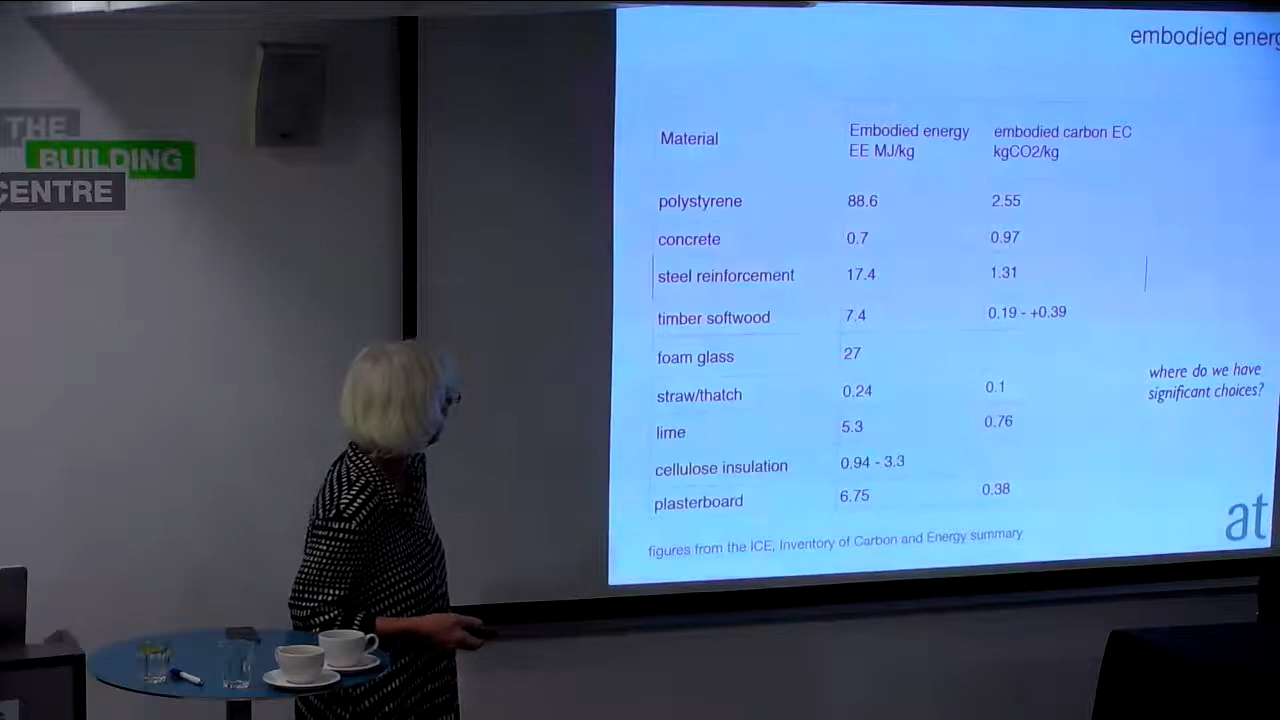 THE
BUILDING
CENTRE
embodied energ
Material Embodied energy embodied carbon EC
EE MJ/kg kgCO2/kg
polystyrene 88.6 2.55
concrete 0.7 0.97
steel reinforcement 17.4 1.31
timber softwood 7.4 0.19 - +0.39
foam glass 27
straw/thatch 0.24 0.1
lime 5.3 0.76
cellulose insulation 0.94 - 3.3
plasterboard 6.75 0.38
where do we have
significant choices?
figures from the ICE, Inventory of Carbon and Energy summary
at